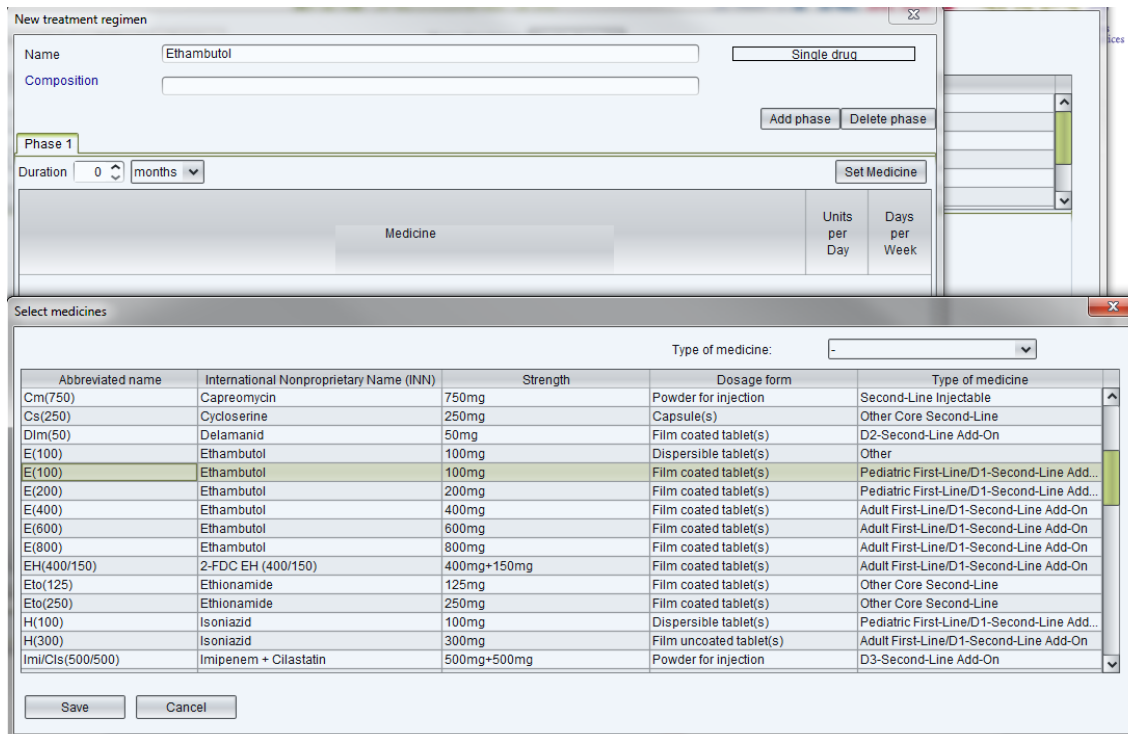 New treatment regimen
ices
Name Ethambutol Single drug
Composition
Add phase Delete phase
Phase 1
Duration 0 months Set Medicine
Medicine Units per Day Days per Week
Select medicines
Type of medicine: -
Abbreviated name International Nonproprietary Name (INN) Strength Dosage form Type of medicine
Cm(750) Capreomycin 750mg Powder for injection Second-Line Injectable
Cs(250) Cycloserine 250mg Capsule(s) Other Core Second-Line
Dlm(50) Delamanid 50mg Film coated tablet(s) D2-Second-Line Add-On
E(100) Ethambutol 100mg Dispersible tablet(s) Other
E(100) Ethambutol 100mg Film coated tablet(s) Pediatric First-Line/D1-Second-Line Add...
E(200) Ethambutol 200mg Film coated tablet(s) Pediatric First-Line/D1-Second-Line Add...
E(400) Ethambutol 400mg Film coated tablet(s) Adult First-Line/D1-Second-Line Add-On
E(600) Ethambutol 600mg Film coated tablet(s) Adult First-Line/D1-Second-Line Add-On
E(800) Ethambutol 800mg Film coated tablet(s) Adult First-Line/D1-Second-Line Add-On
EH(400/150) 2-FDC EH (400/150) 400mg+150mg Film coated tablet(s) Adult First-Line/D1-Second-Line Add-On
Eto(125) Ethionamide 125mg Film coated tablet(s) Other Core Second-Line
Eto(250) Ethionamide 250mg Film coated tablet(s) Other Core Second-Line
H(100) Isoniazid 100mg Dispersible tablet(s) Pediatric First-Line/D1-Second-Line Add...
H(300) Isoniazid 300mg Film uncoated tablet(s) Adult First-Line/D1-Second-Line Add-On
Imi/Cls(500/500) Imipenem + Cilastatin 500mg+500mg Powder for injection D3-Second-Line Add-On
Save Cancel